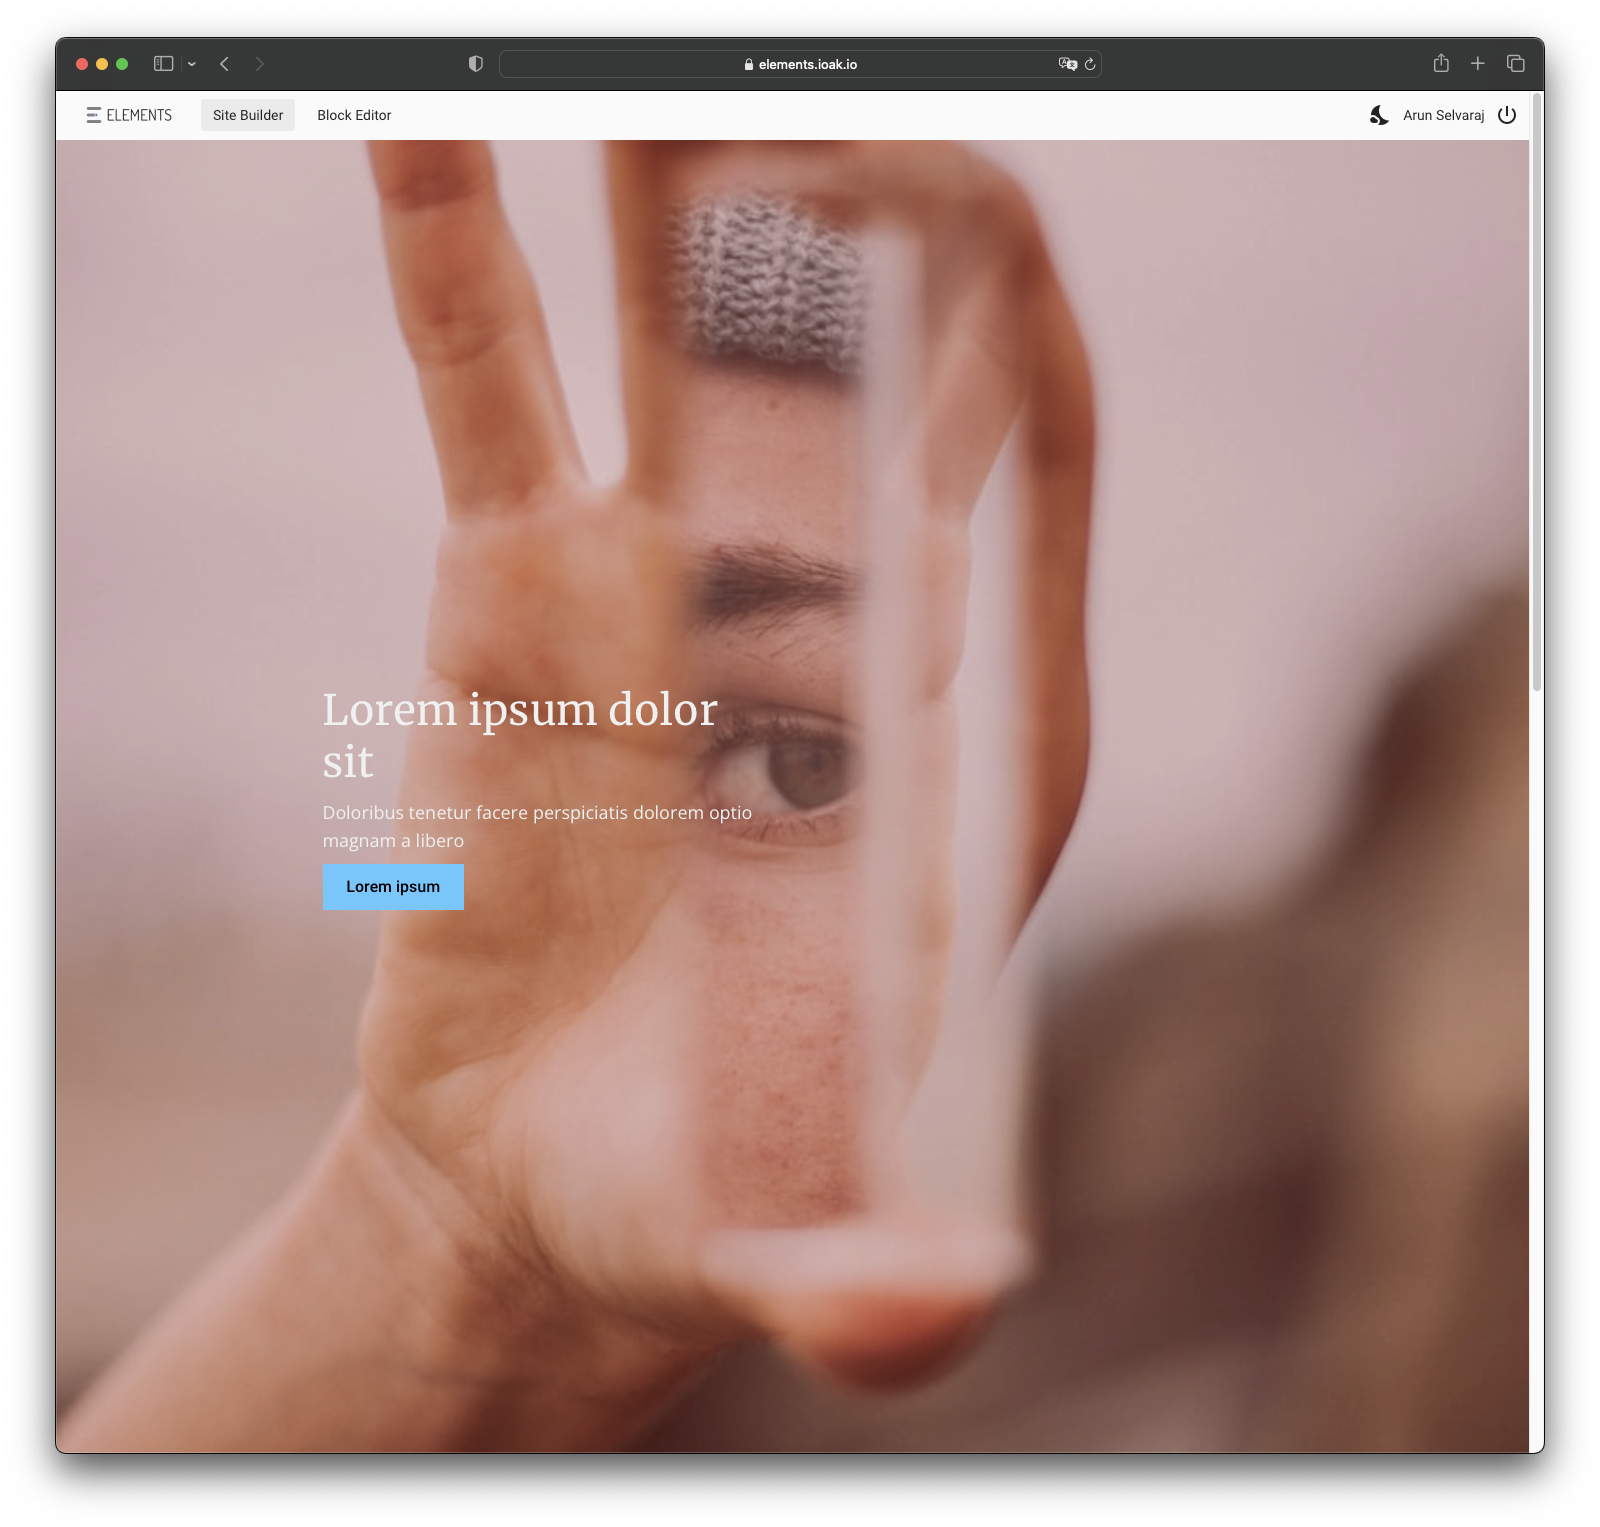 elements.ioak.io
ELEMENTS Site Builder Block Editor Arun Selvaraj
Lorem ipsum dolor
sit
Doloribus tenetur facere perspiciatis dolorem optio
magnam a libero
Lorem ipsum